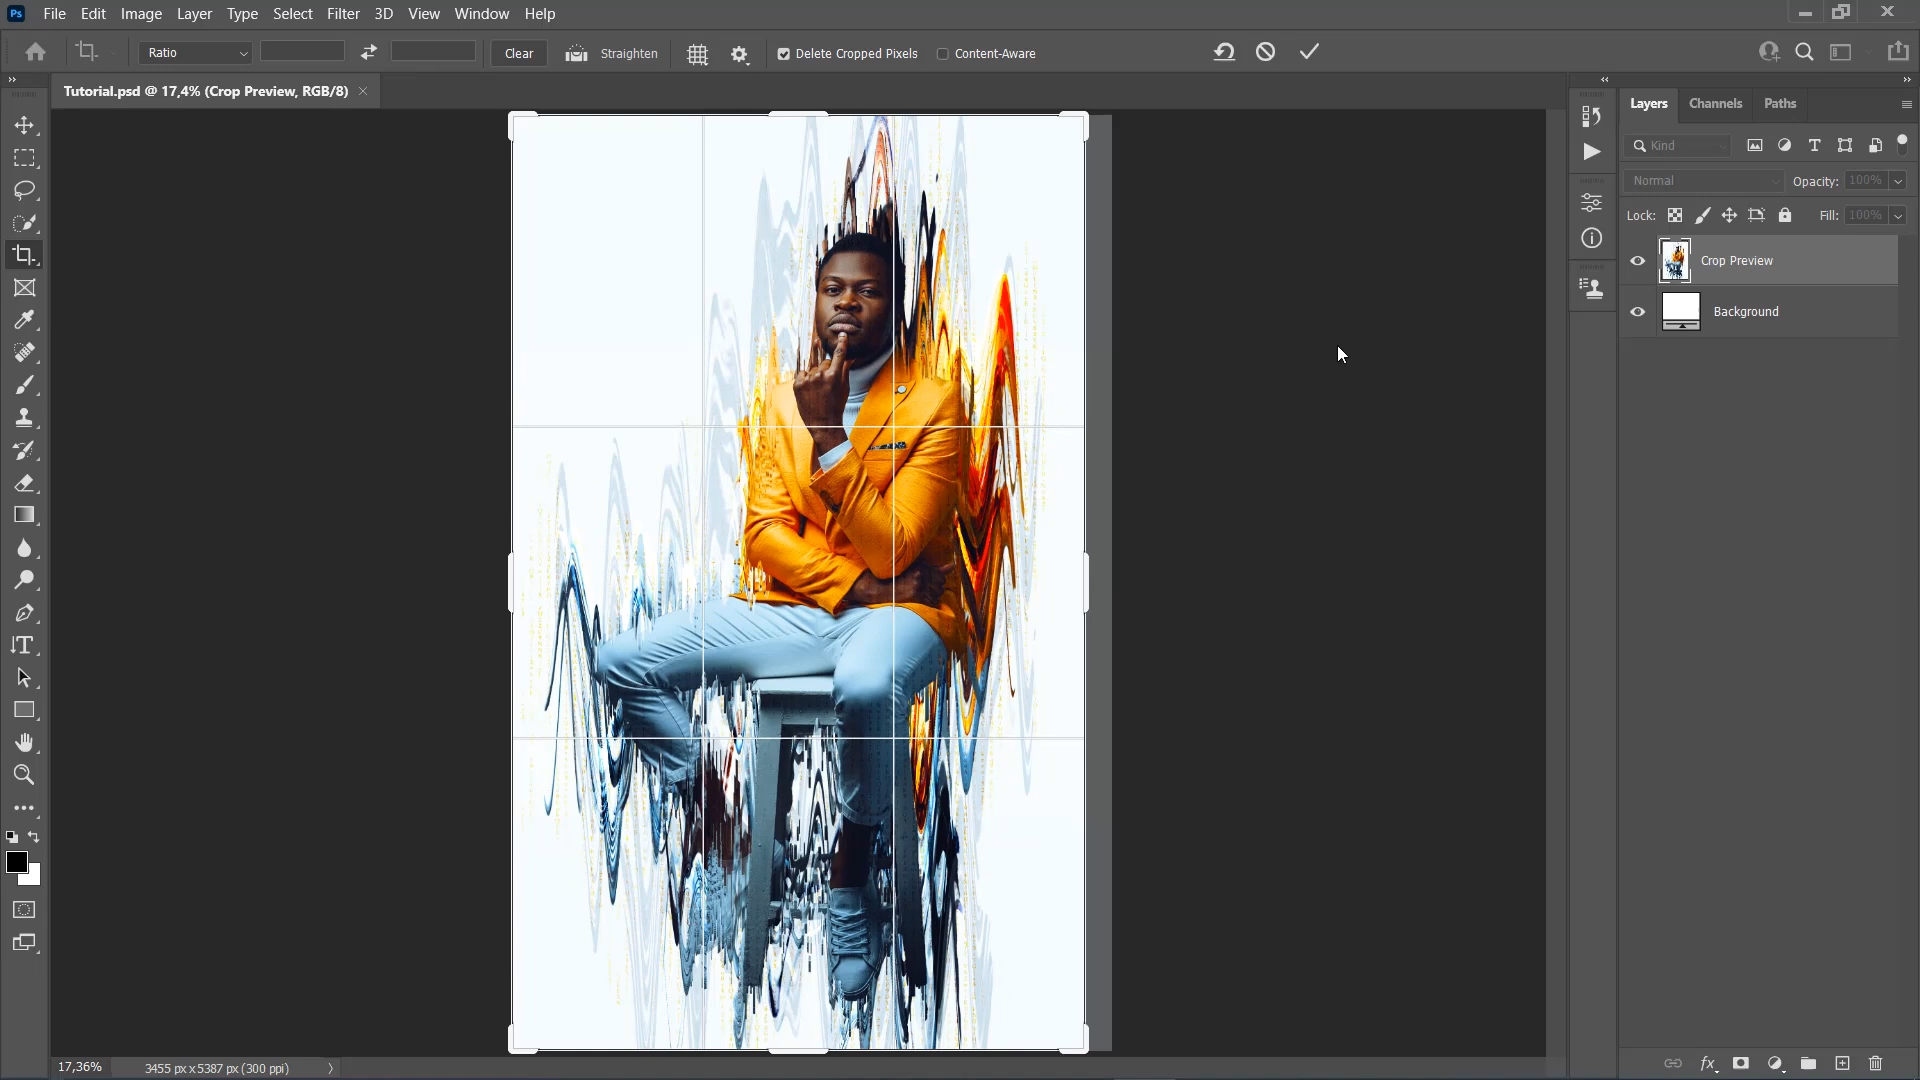 Ps File Edit Image Layer Type Select Filter 3D View Window Help
Ratio Clear Straighten Delete Cropped Pixels Content-Aware
Tutorial.psd @ 17,4% (Crop Preview, RGB/8)
Layers Channels Paths
Kind
Normal Opacity: 100%
Lock: Fill: 100%
Crop Preview
Background
17,36% 3455 px x 5387 px (300 ppi)
fx